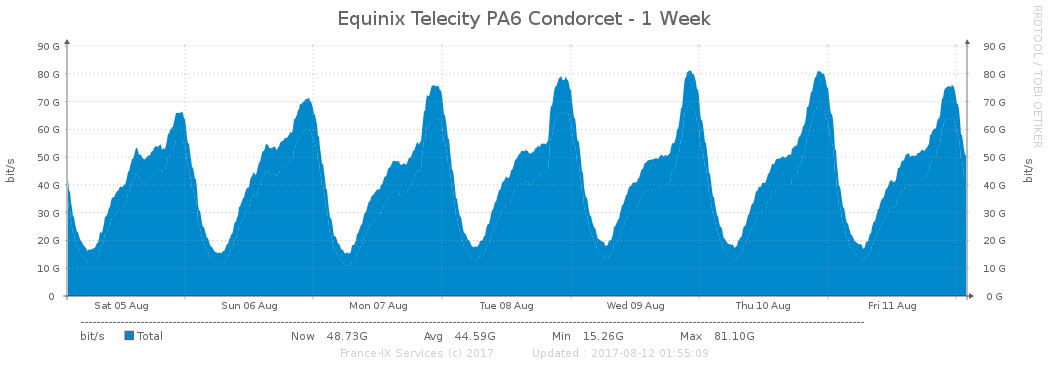 Equinix Telecity PA6 Condorcet - 1 Week
RRDTOOL / TOBI OETIKER
90 G 90 G
80 G 80 G
70 G 70 G
60 G 60 G
50 G 50 G
40 G 40 G
30 G 30 G
20 G 20 G
10 G 10 G
0 0 G
bit/s bit/s
Sat 05 Aug Sun 06 Aug Mon 07 Aug Tue 08 Aug Wed 09 Aug Thu 10 Aug Fri 11 Aug
bit/s Total Now 48.73G Avg 44.59G Min 15.26G Max 81.10G
France-IX Services (c) 2017 Updated : 2017-08-12 01:55:09